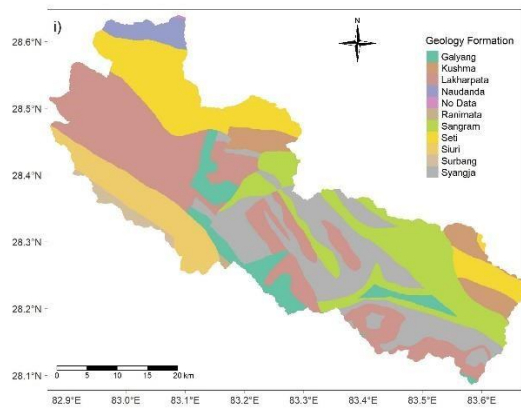 i)
N
28.6°N
28.5°N
28.4°N
28.3°N
28.2°N
28.1°N
Geology Formation
Galyang
Kushma
Lakharpata
Naudanda
No Data
Ranimata
Sangram
Seti
Siuri
Surbang
Syangja
0 5 10 15 20 km
82.9°E 83.0°E 83.1°E 83.2°E 83.3°E 83.4°E 83.5°E 83.6°E